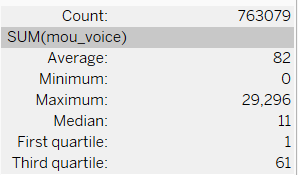 Count: 763079
SUM(mou_voice)
Average: 82
Minimum: 0
Maximum: 29,296
Median: 11
First quartile: 1
Third quartile: 61